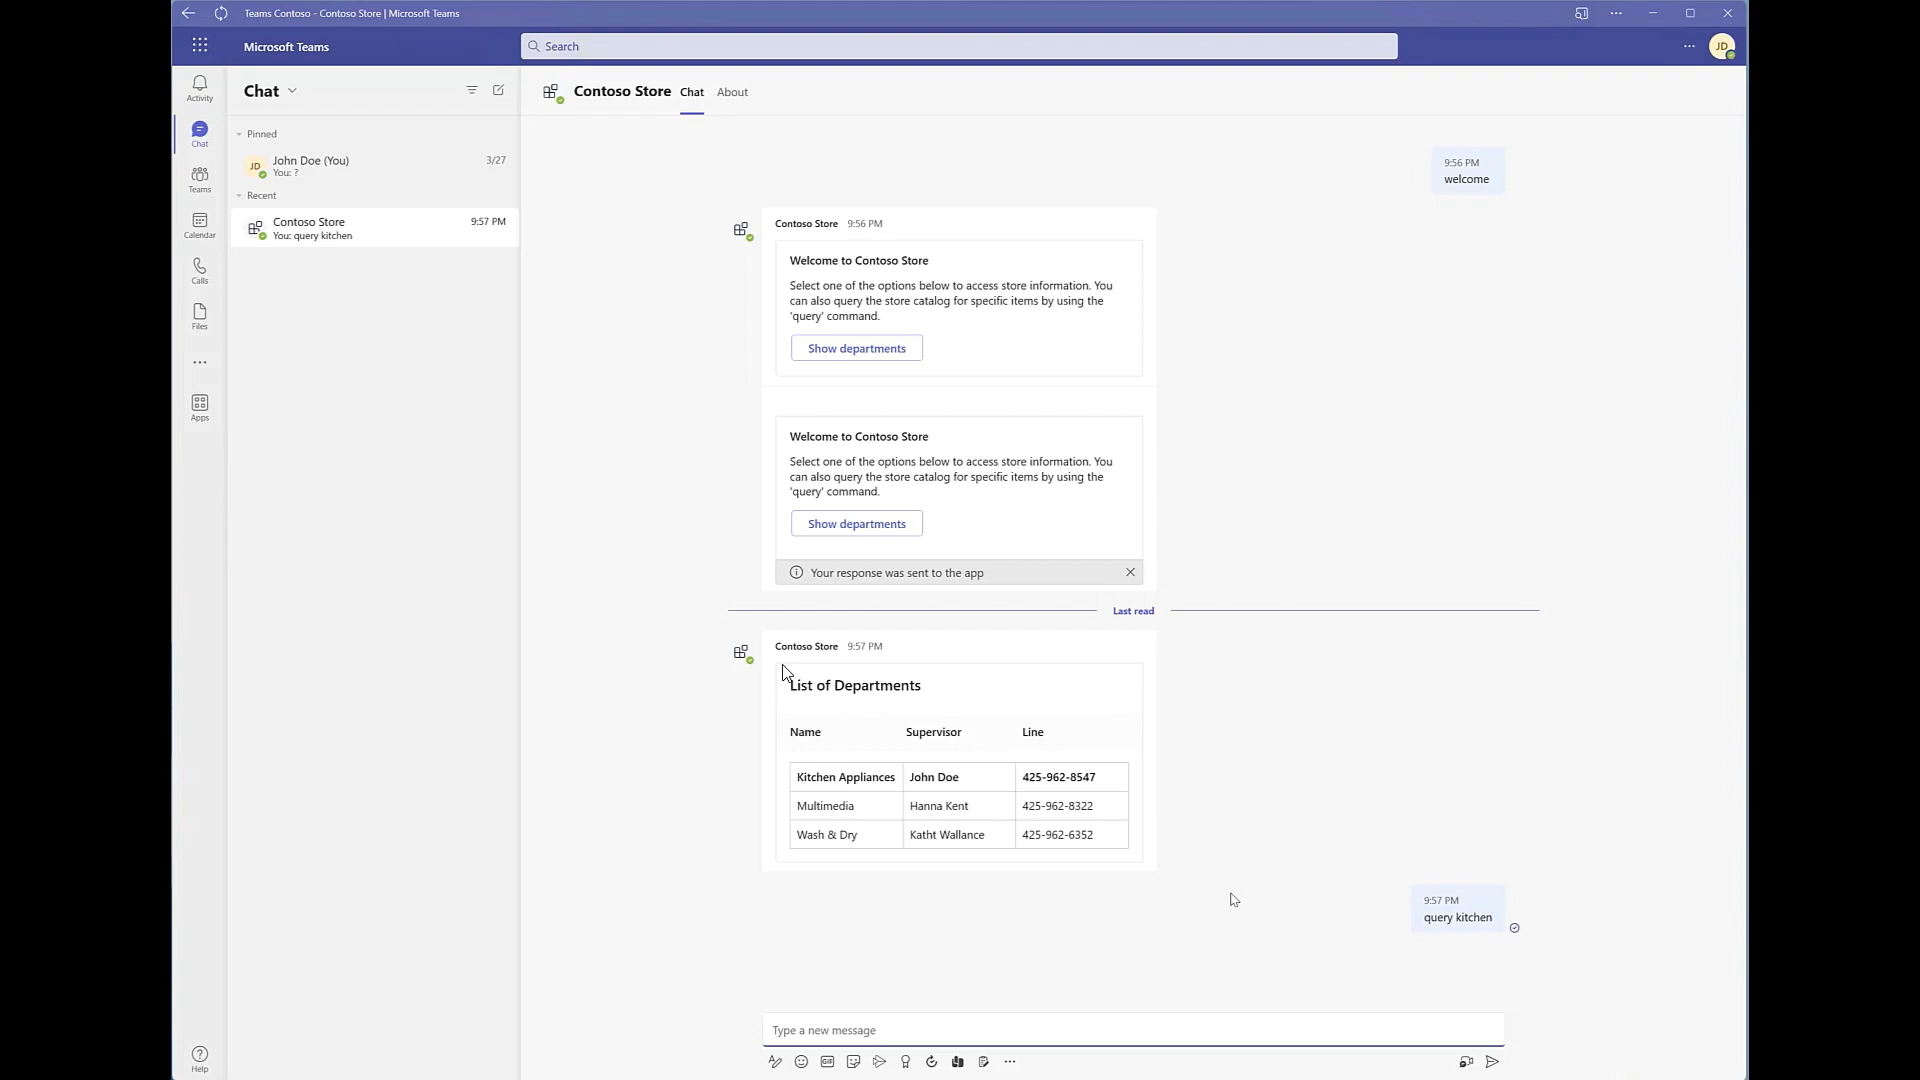 Teams Contoso - Contoso Store | Microsoft Teams
Microsoft Teams
Search
JD
Activity
Chat
Teams
Calendar
Calls
Files
Apps
Help
Chat
Pinned
JD
John Doe (You)
3/27
You: ?
Recent
Contoso Store
9:57 PM
You: query kitchen
Contoso Store
Chat
About
9:56 PM
welcome
Contoso Store 9:56 PM
Welcome to Contoso Store
Select one of the options below to access store information. You
can also query the store catalog for specific items by using the
'query' command.
Show departments
Welcome to Contoso Store
Select one of the options below to access store information. You
can also query the store catalog for specific items by using the
'query' command.
Show departments
Your response was sent to the app
Last read
Contoso Store 9:57 PM
List of Departments
Name Supervisor Line
Kitchen Appliances John Doe 425-962-8547
Multimedia Hanna Kent 425-962-8322
Wash & Dry Katht Wallance 425-962-6352
9:57 PM
query kitchen
Type a new message
GIF